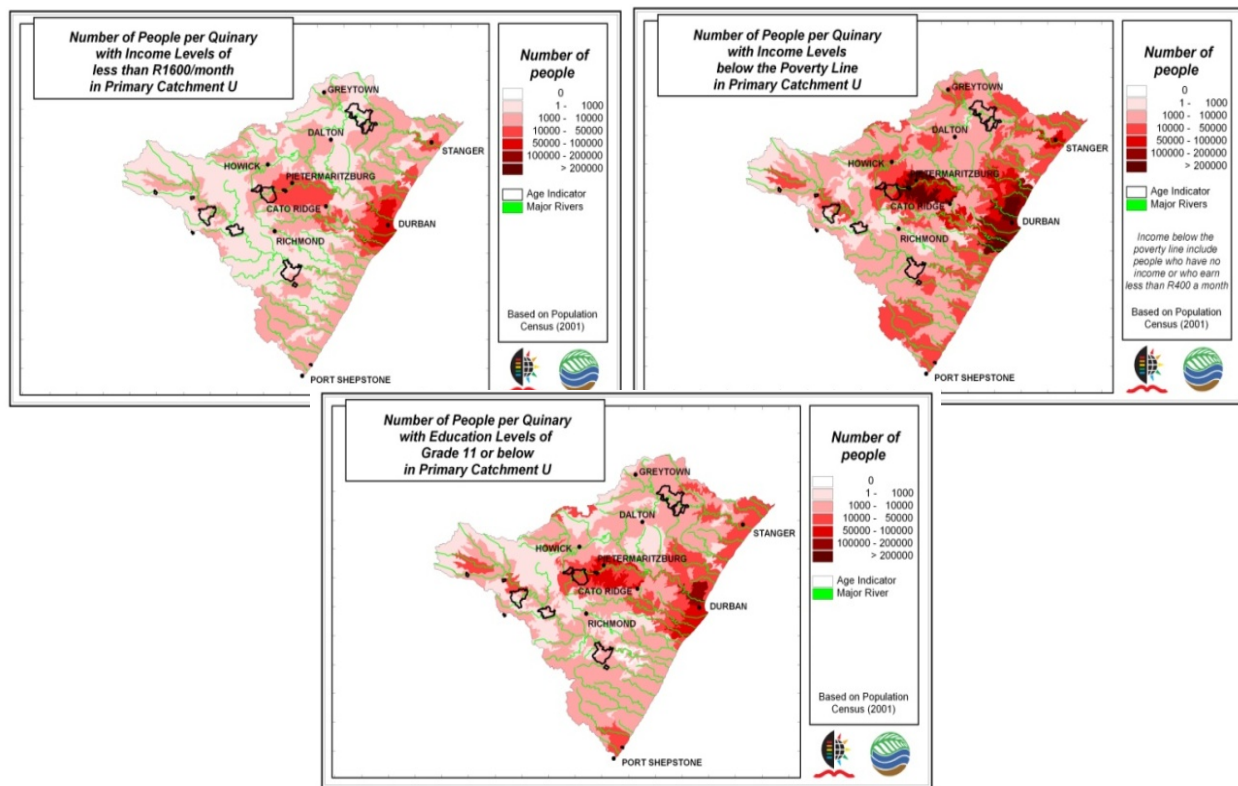 Number of People per Quinary
with Income Levels of
less than R1600/month
in Primary Catchment U
GREYTOWN
DALTON
STANGER
HOWICK
PIETERMARITZBURG
CATO RIDGE
DURBAN
RICHMOND
PORT SHEPSTONE
Number of
people
0
1 - 1000
1000 - 10000
10000 - 50000
50000 - 100000
100000 - 200000
> 200000
Age Indicator
Major Rivers
Based on Population
Census (2001)
Number of People per Quinary
with Income Levels
below the Poverty Line
in Primary Catchment U
GREYTOWN
DALTON
STANGER
HOWICK
PIETERMARITZBURG
CATO RIDGE
DURBAN
RICHMOND
PORT SHEPSTONE
Number of
people
0
1 - 1000
1000 - 10000
10000 - 50000
50000 - 100000
100000 - 200000
> 200000
Age Indicator
Major Rivers
Income below the
poverty line include
people who have no
income or who earn
less than R400 a month
Based on Population
Census (2001)
Number of People per Quinary
with Education Levels of
Grade 11 or below
in Primary Catchment U
GREYTOWN
DALTON
STANGER
HOWICK
PIETERMARITZBURG
CATO RIDGE
DURBAN
RICHMOND
PORT SHEPSTONE
Number of
people
0
1 - 1000
1000 - 10000
10000 - 50000
50000 - 100000
100000 - 200000
> 200000
Age Indicator
Major River
Based on Population
Census (2001)